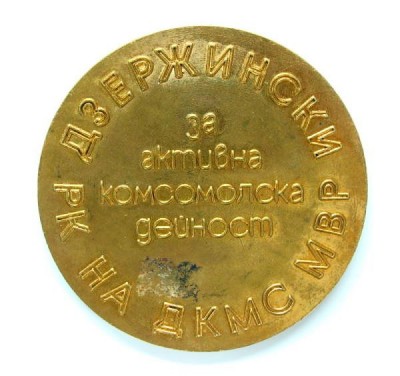 ДЗЕРЖИНСКИ
за
активна
комсомолска
дейност
РК НА ДКМС МВР